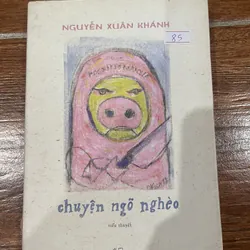 NGUYỄN XUÂN KHÁNH
85
chuyện ngõ nghèo
tiểu thuyết